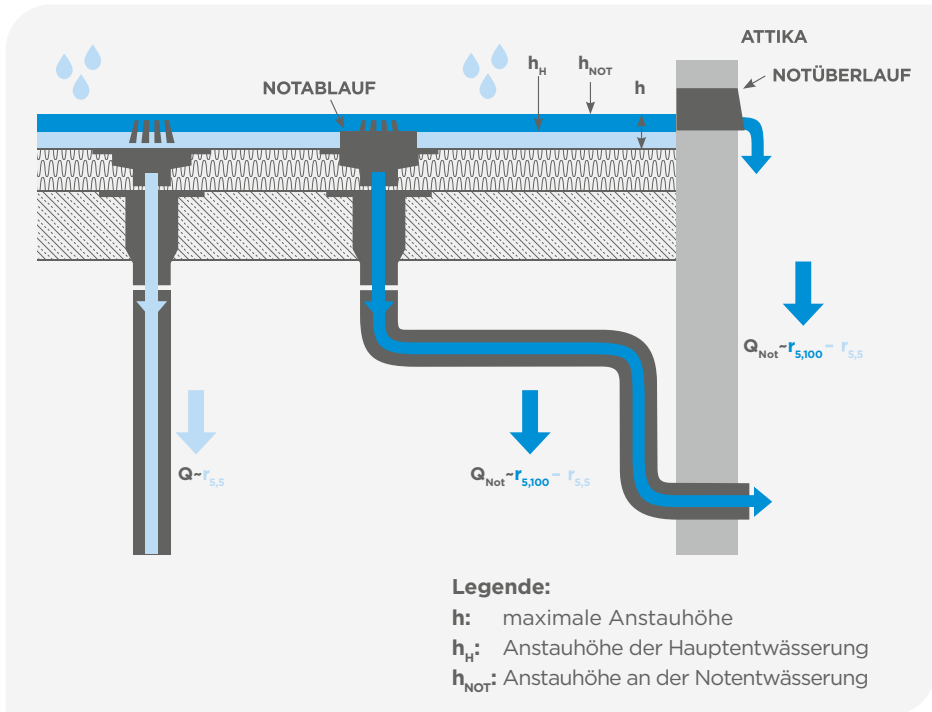 ATTIKA
NOTÜBERLAUF
NOTABLAUF
h_H
h_NOT
h
Q_Not~r_5,100 – r_5,5
Q~r_5,5
Q_Not~r_5,100 – r_5,5
Legende:
h: maximale Anstauhöhe
h_H: Anstauhöhe der Hauptentwässerung
h_NOT: Anstauhöhe an der Notentwässerung